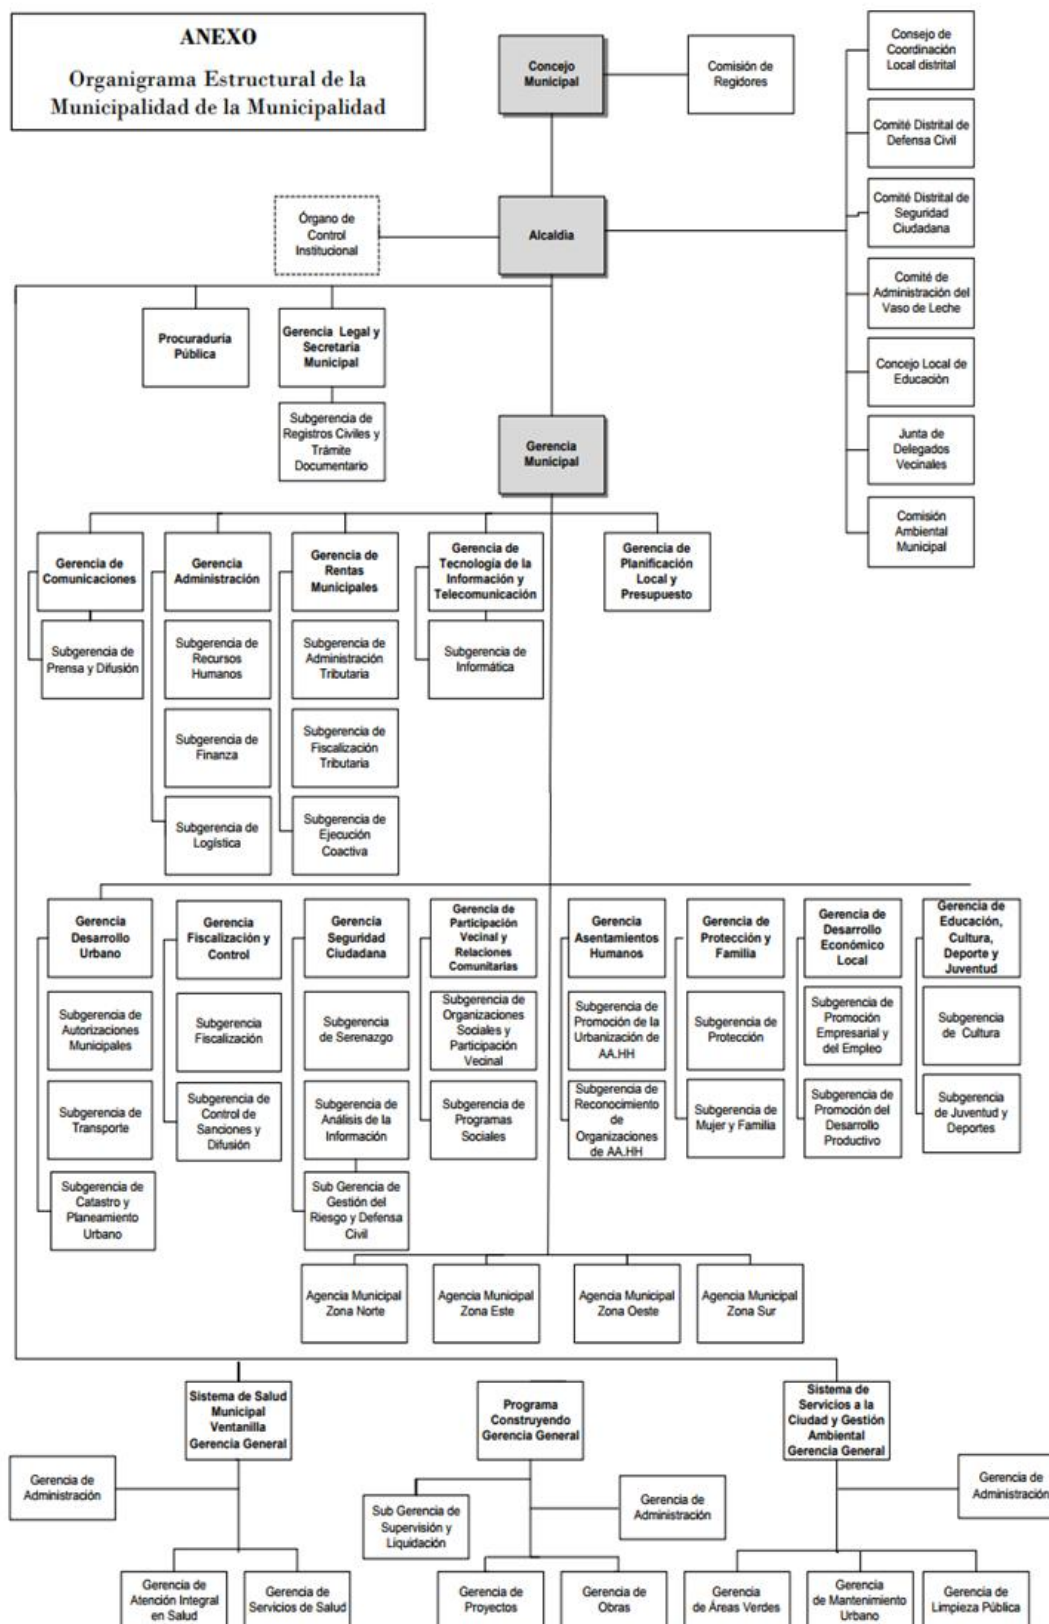 ANEXO
Organigrama Estructural de la
Municipalidad de la Municipalidad
Concejo
Municipal
Comisión de
Regidores
Consejo de
Coordinación
Local distrital
Comité Distrital de
Defensa Civil
Comité Distrital de
Seguridad
Ciudadana
Comité de
Administración del
Vaso de Leche
Concejo Local de
Educación
Junta de
Delegados
Vecinales
Comisión
Ambiental
Municipal
Órgano de
Control
Institucional
Alcaldia
Procuraduría
Pública
Gerencia Legal y
Secretaría
Municipal
Subgerencia de
Registros Civiles y
Trámite
Documentario
Gerencia
Municipal
Gerencia de
Comunicaciones
Subgerencia de
Prensa y Difusión
Gerencia
Administración
Subgerencia de
Recursos
Humanos
Subgerencia de
Finanza
Subgerencia de
Logística
Gerencia de
Rentas
Municipales
Subgerencia de
Administración
Tributaria
Subgerencia de
Fiscalización
Tributaria
Subgerencia de
Ejecución
Coactiva
Gerencia de
Tecnología de la
Información y
Telecomunicación
Subgerencia de
Informática
Gerencia de
Planificación
Local y
Presupuesto
Gerencia
Desarrollo
Urbano
Subgerencia de
Autorizaciones
Municipales
Subgerencia de
Transporte
Subgerencia de
Catastro y
Planeamiento
Urbano
Gerencia
Fiscalización y
Control
Subgerencia
Fiscalización
Subgerencia de
Control de
Sanciones y
Difusión
Gerencia
Seguridad
Ciudadana
Subgerencia
de Serenazgo
Subgerencia de
Análisis de la
Información
Sub Gerencia de
Gestión del
Riesgo y Defensa
Civil
Gerencia de
Participación
Vecinal y
Relaciones
Comunitarias
Subgerencia de
Organizaciones
Sociales y
Participación
Vecinal
Subgerencia de
Programas
Sociales
Gerencia
Asentamientos
Humanos
Subgerencia de
Promoción de la
Urbanización de
AA.HH
Subgerencia de
Reconocimiento
de
Organizaciones
de AA.HH
Gerencia de
Protección y
Familia
Subgerencia de
Protección
Subgerencia de
Mujer y Familia
Gerencia de
Desarrollo
Económico
Local
Subgerencia de
Promoción
Empresarial y
del Empleo
Subgerencia de
Promoción del
Desarrollo
Productivo
Gerencia de
Educación,
Cultura,
Deporte y
Juventud
Subgerencia
de Cultura
Subgerencia
de Juventud y
Deportes
Agencia Municipal
Zona Norte
Agencia Municipal
Zona Este
Agencia Municipal
Zona Oeste
Agencia Municipal
Zona Sur
Sistema de Salud
Municipal
Ventanilla
Gerencia General
Gerencia de
Administración
Gerencia de
Atención Integral
en Salud
Gerencia de
Servicios de Salud
Programa
Construyendo
Gerencia General
Sub Gerencia de
Supervisión y
Liquidación
Gerencia de
Administración
Gerencia de
Proyectos
Gerencia de
Obras
Sistema de
Servicios a la
Ciudad y Gestión
Ambiental
Gerencia General
Gerencia de
Administración
Gerencia
de Áreas Verdes
Gerencia
de Mantenimiento
Urbano
Gerencia de
Limpieza Pública